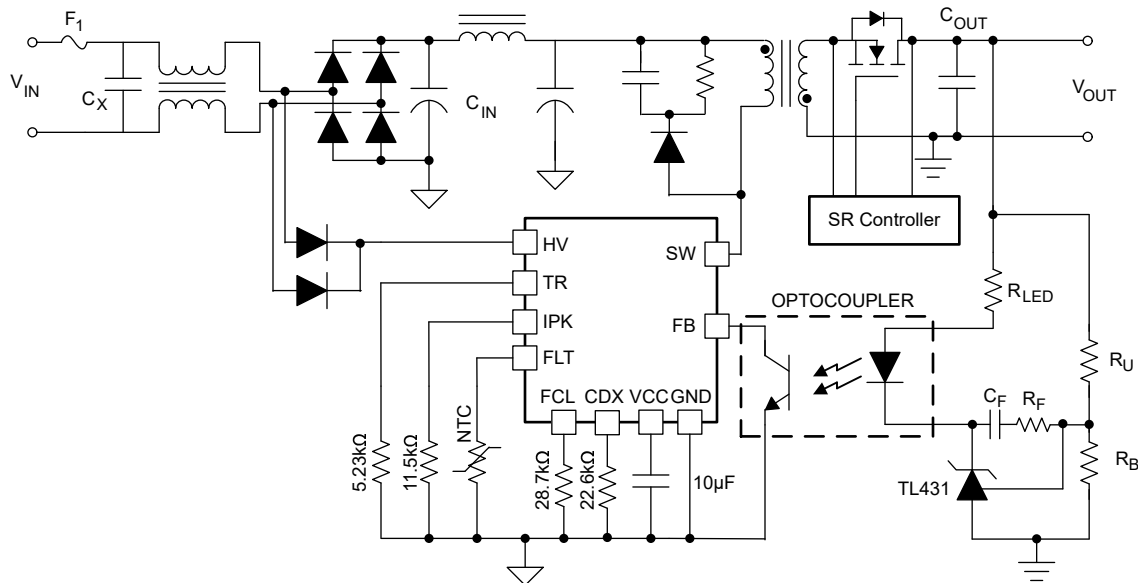 F1
VIN
CX
CIN
COUT
VOUT
SR Controller
HV
TR
IPK
FLT
SW
FB
FCL CDX VCC GND
OPTOCOUPLER
RLED
RU
CF
RF
RB
TL431
5.23kΩ
11.5kΩ
NTC
28.7kΩ
22.6kΩ
10µF